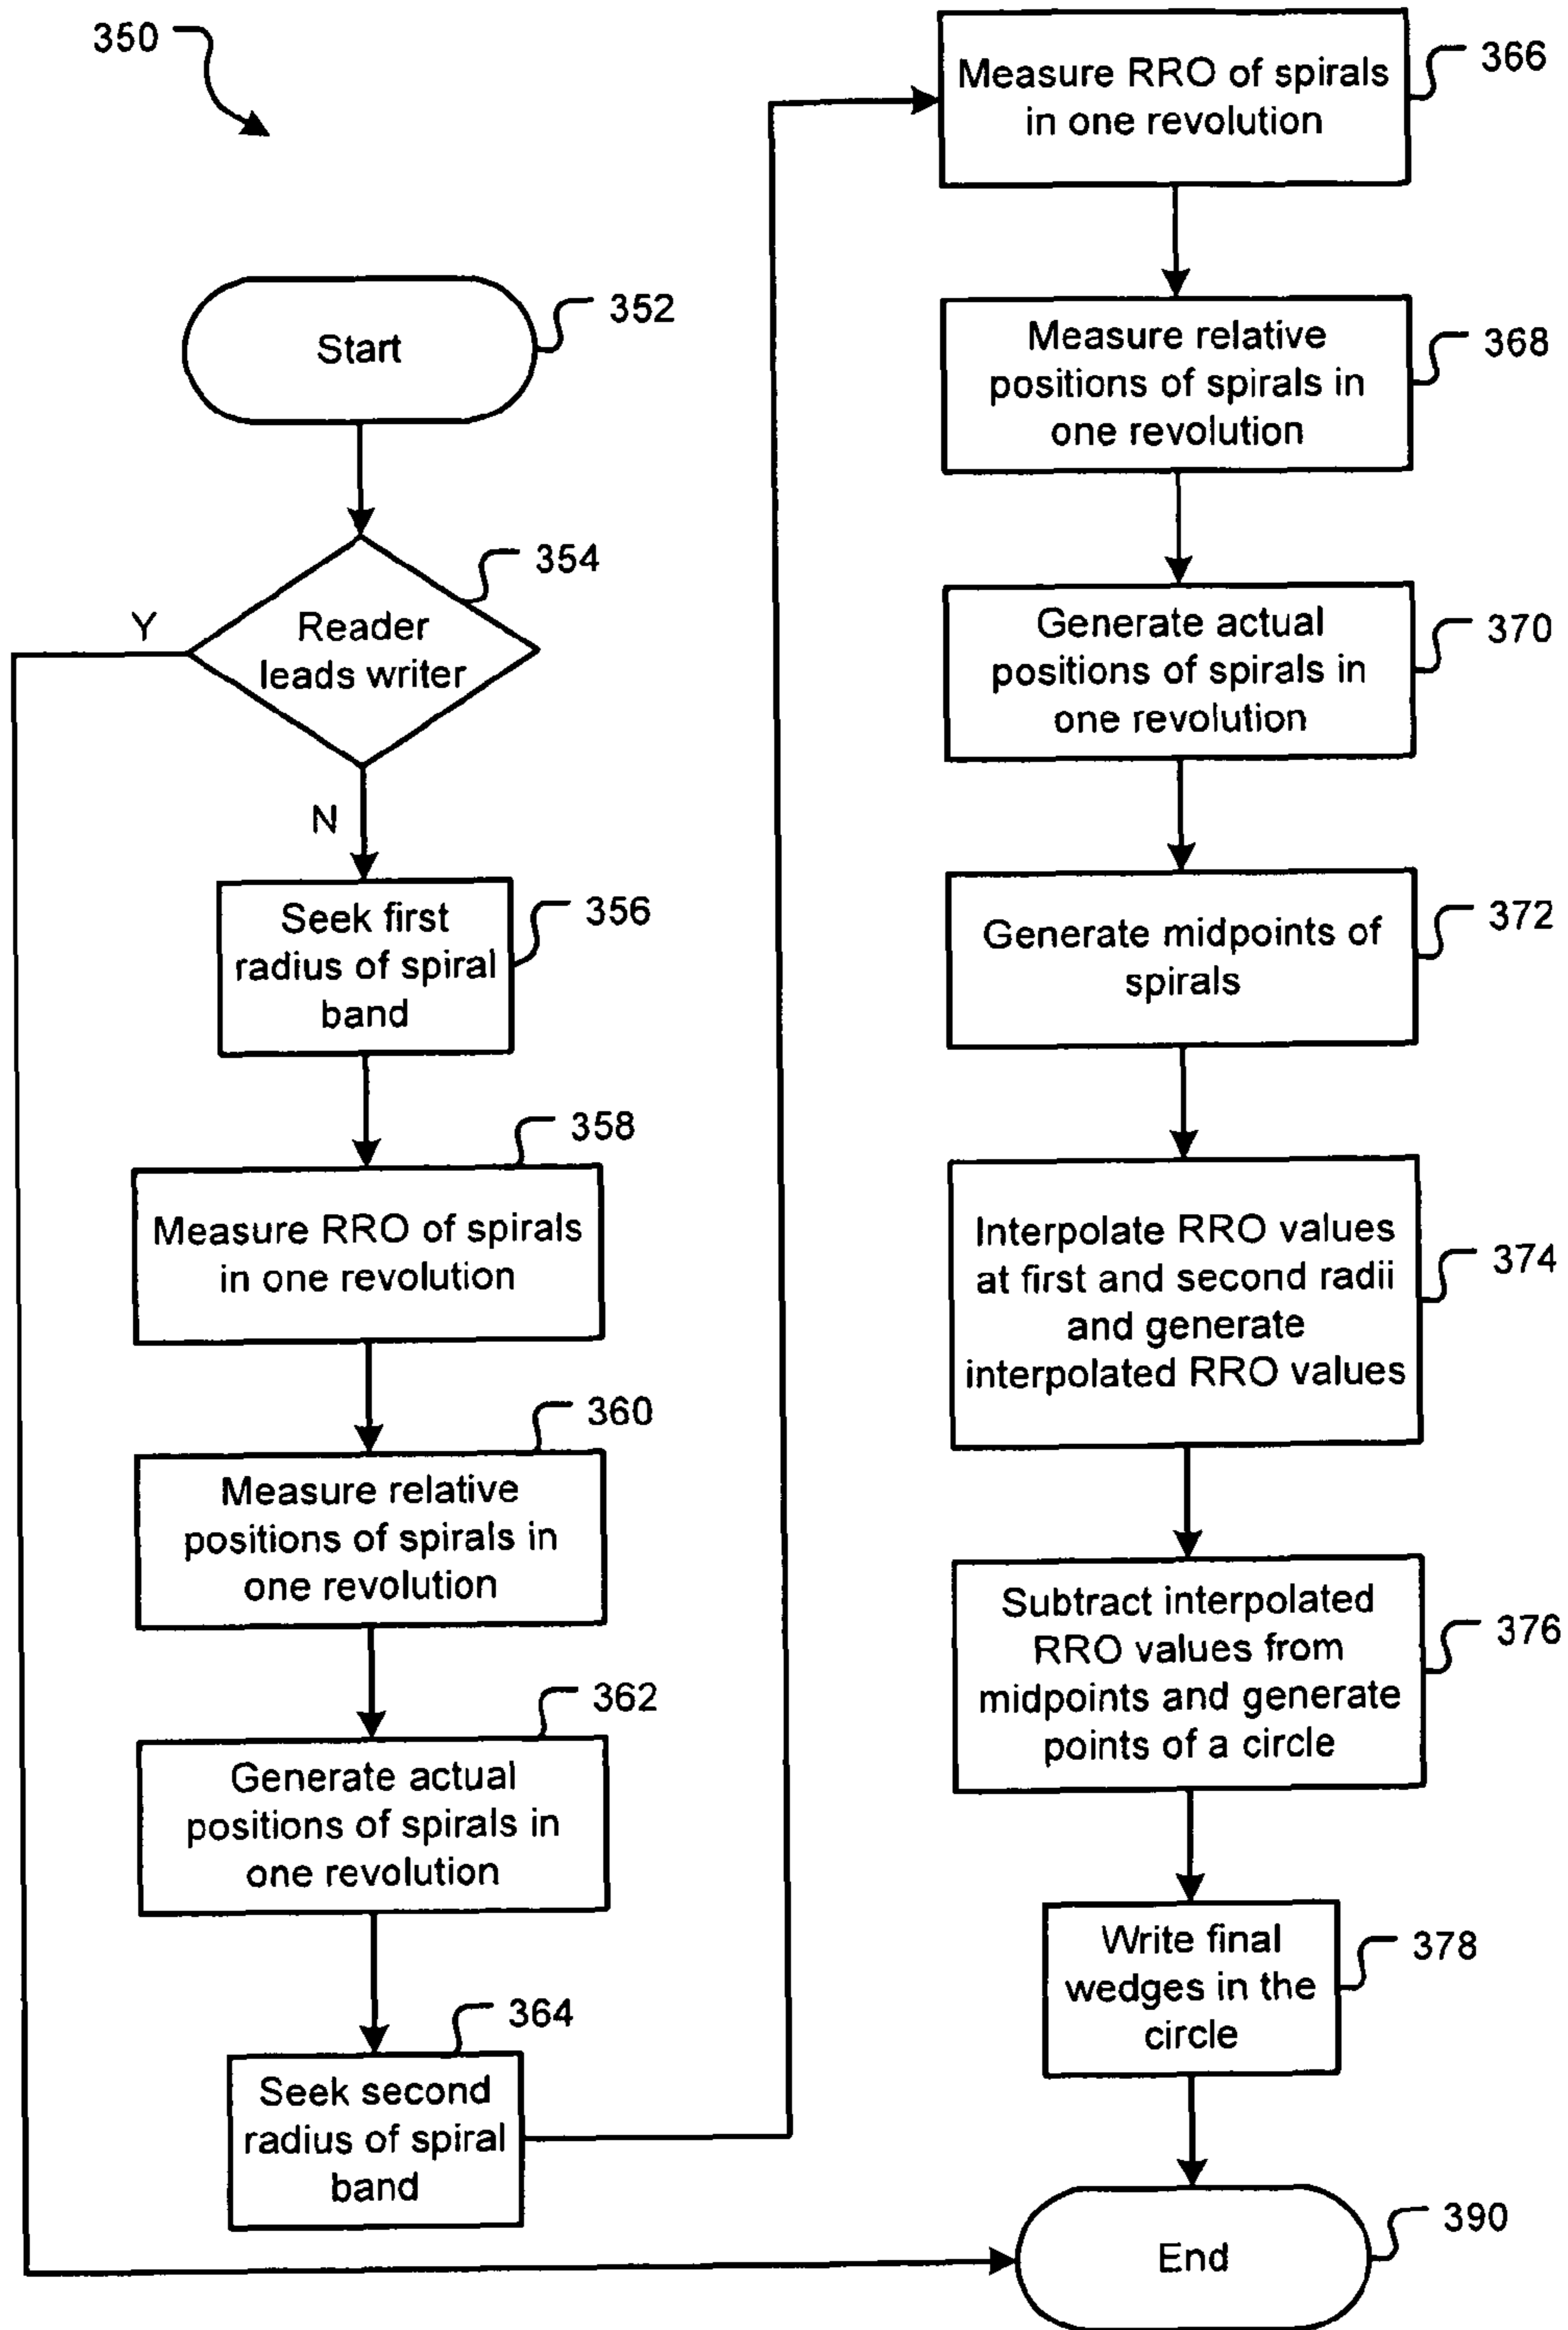 350
Start
352
Reader
leads writer
354
Y
N
Seek first
radius of spiral
band
356
Measure RRO of spirals
in one revolution
358
Measure relative
positions of spirals in
one revolution
360
Generate actual
positions of spirals in
one revolution
362
Seek second
radius of spiral
band
364
Measure RRO of spirals
in one revolution
366
Measure relative
positions of spirals in
one revolution
368
Generate actual
positions of spirals in
one revolution
370
Generate midpoints of
spirals
372
Interpolate RRO values
at first and second radii
and generate
interpolated RRO values
374
Subtract interpolated
RRO values from
midpoints and generate
points of a circle
376
Write final
wedges in the
circle
378
End
390